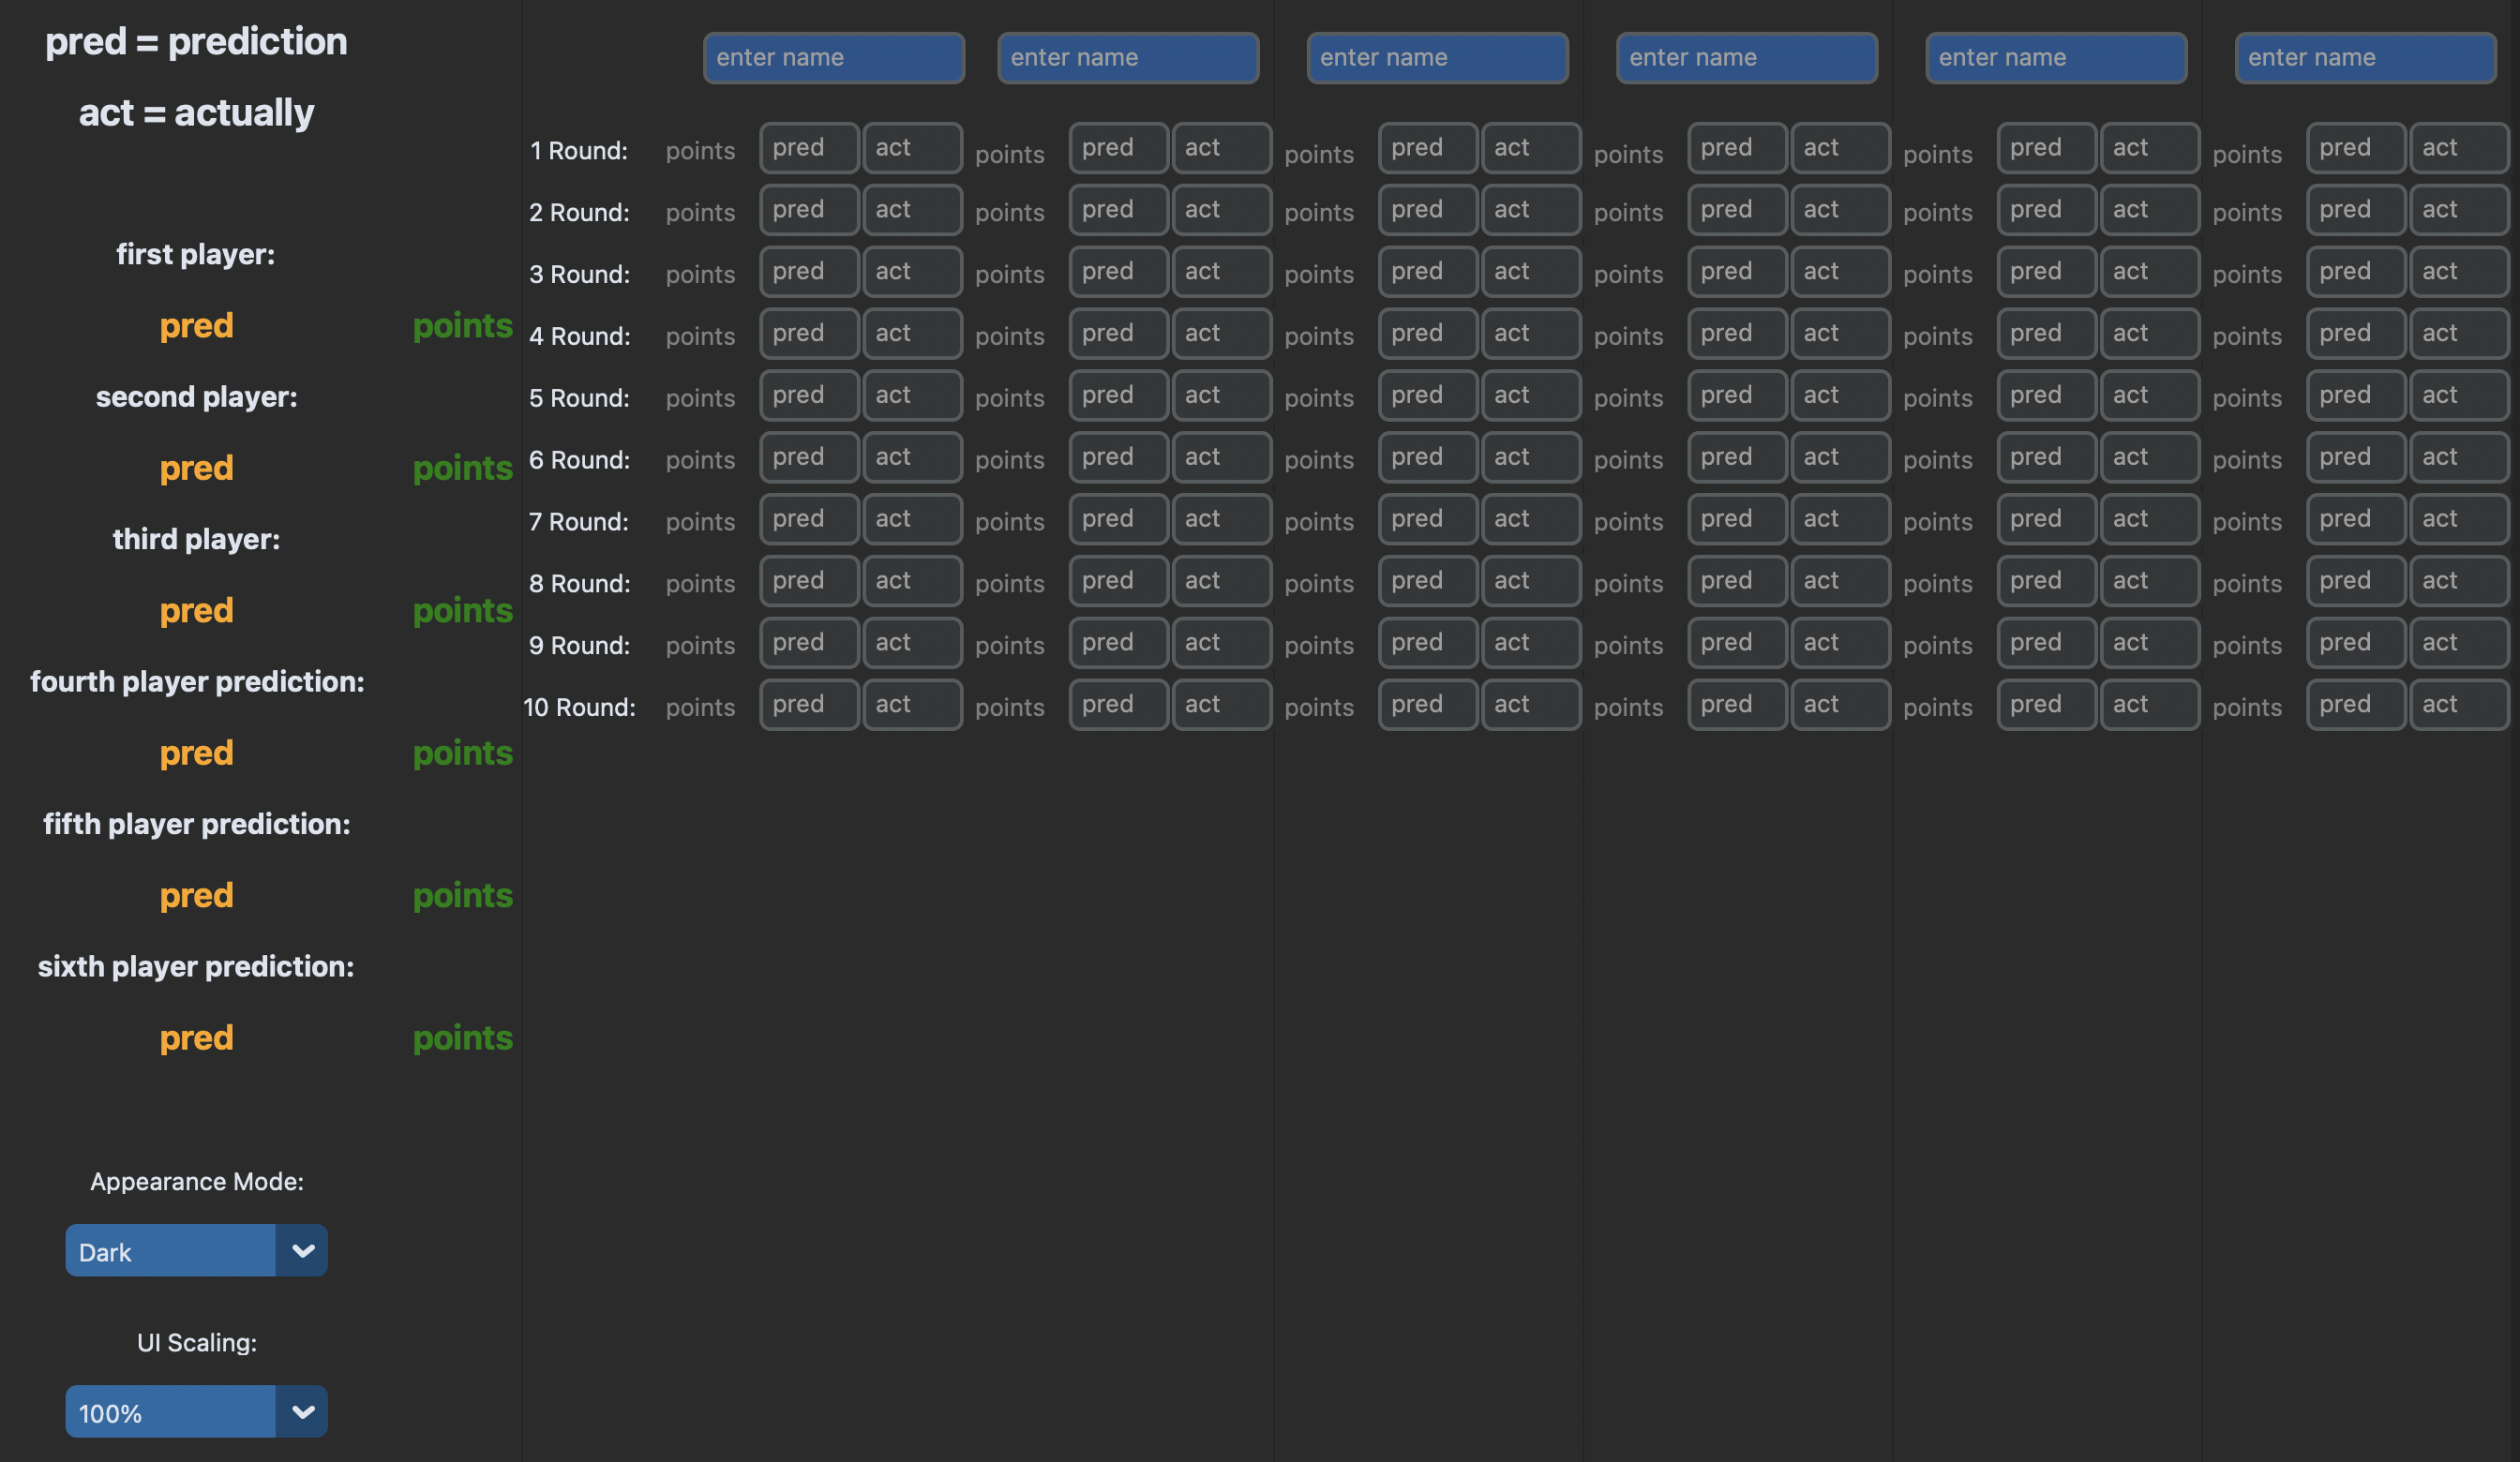 pred = prediction
act = actually
first player:
pred points
second player:
pred points
third player:
pred points
fourth player prediction:
pred points
fifth player prediction:
pred points
sixth player prediction:
pred points
Appearance Mode:
Dark
UI Scaling:
100%
enter name enter name enter name enter name enter name enter name
1 Round: points pred act points pred act points pred act points pred act points pred act points pred act
2 Round: points pred act points pred act points pred act points pred act points pred act points pred act
3 Round: points pred act points pred act points pred act points pred act points pred act points pred act
4 Round: points pred act points pred act points pred act points pred act points pred act points pred act
5 Round: points pred act points pred act points pred act points pred act points pred act points pred act
6 Round: points pred act points pred act points pred act points pred act points pred act points pred act
7 Round: points pred act points pred act points pred act points pred act points pred act points pred act
8 Round: points pred act points pred act points pred act points pred act points pred act points pred act
9 Round: points pred act points pred act points pred act points pred act points pred act points pred act
10 Round: points pred act points pred act points pred act points pred act points pred act points pred act